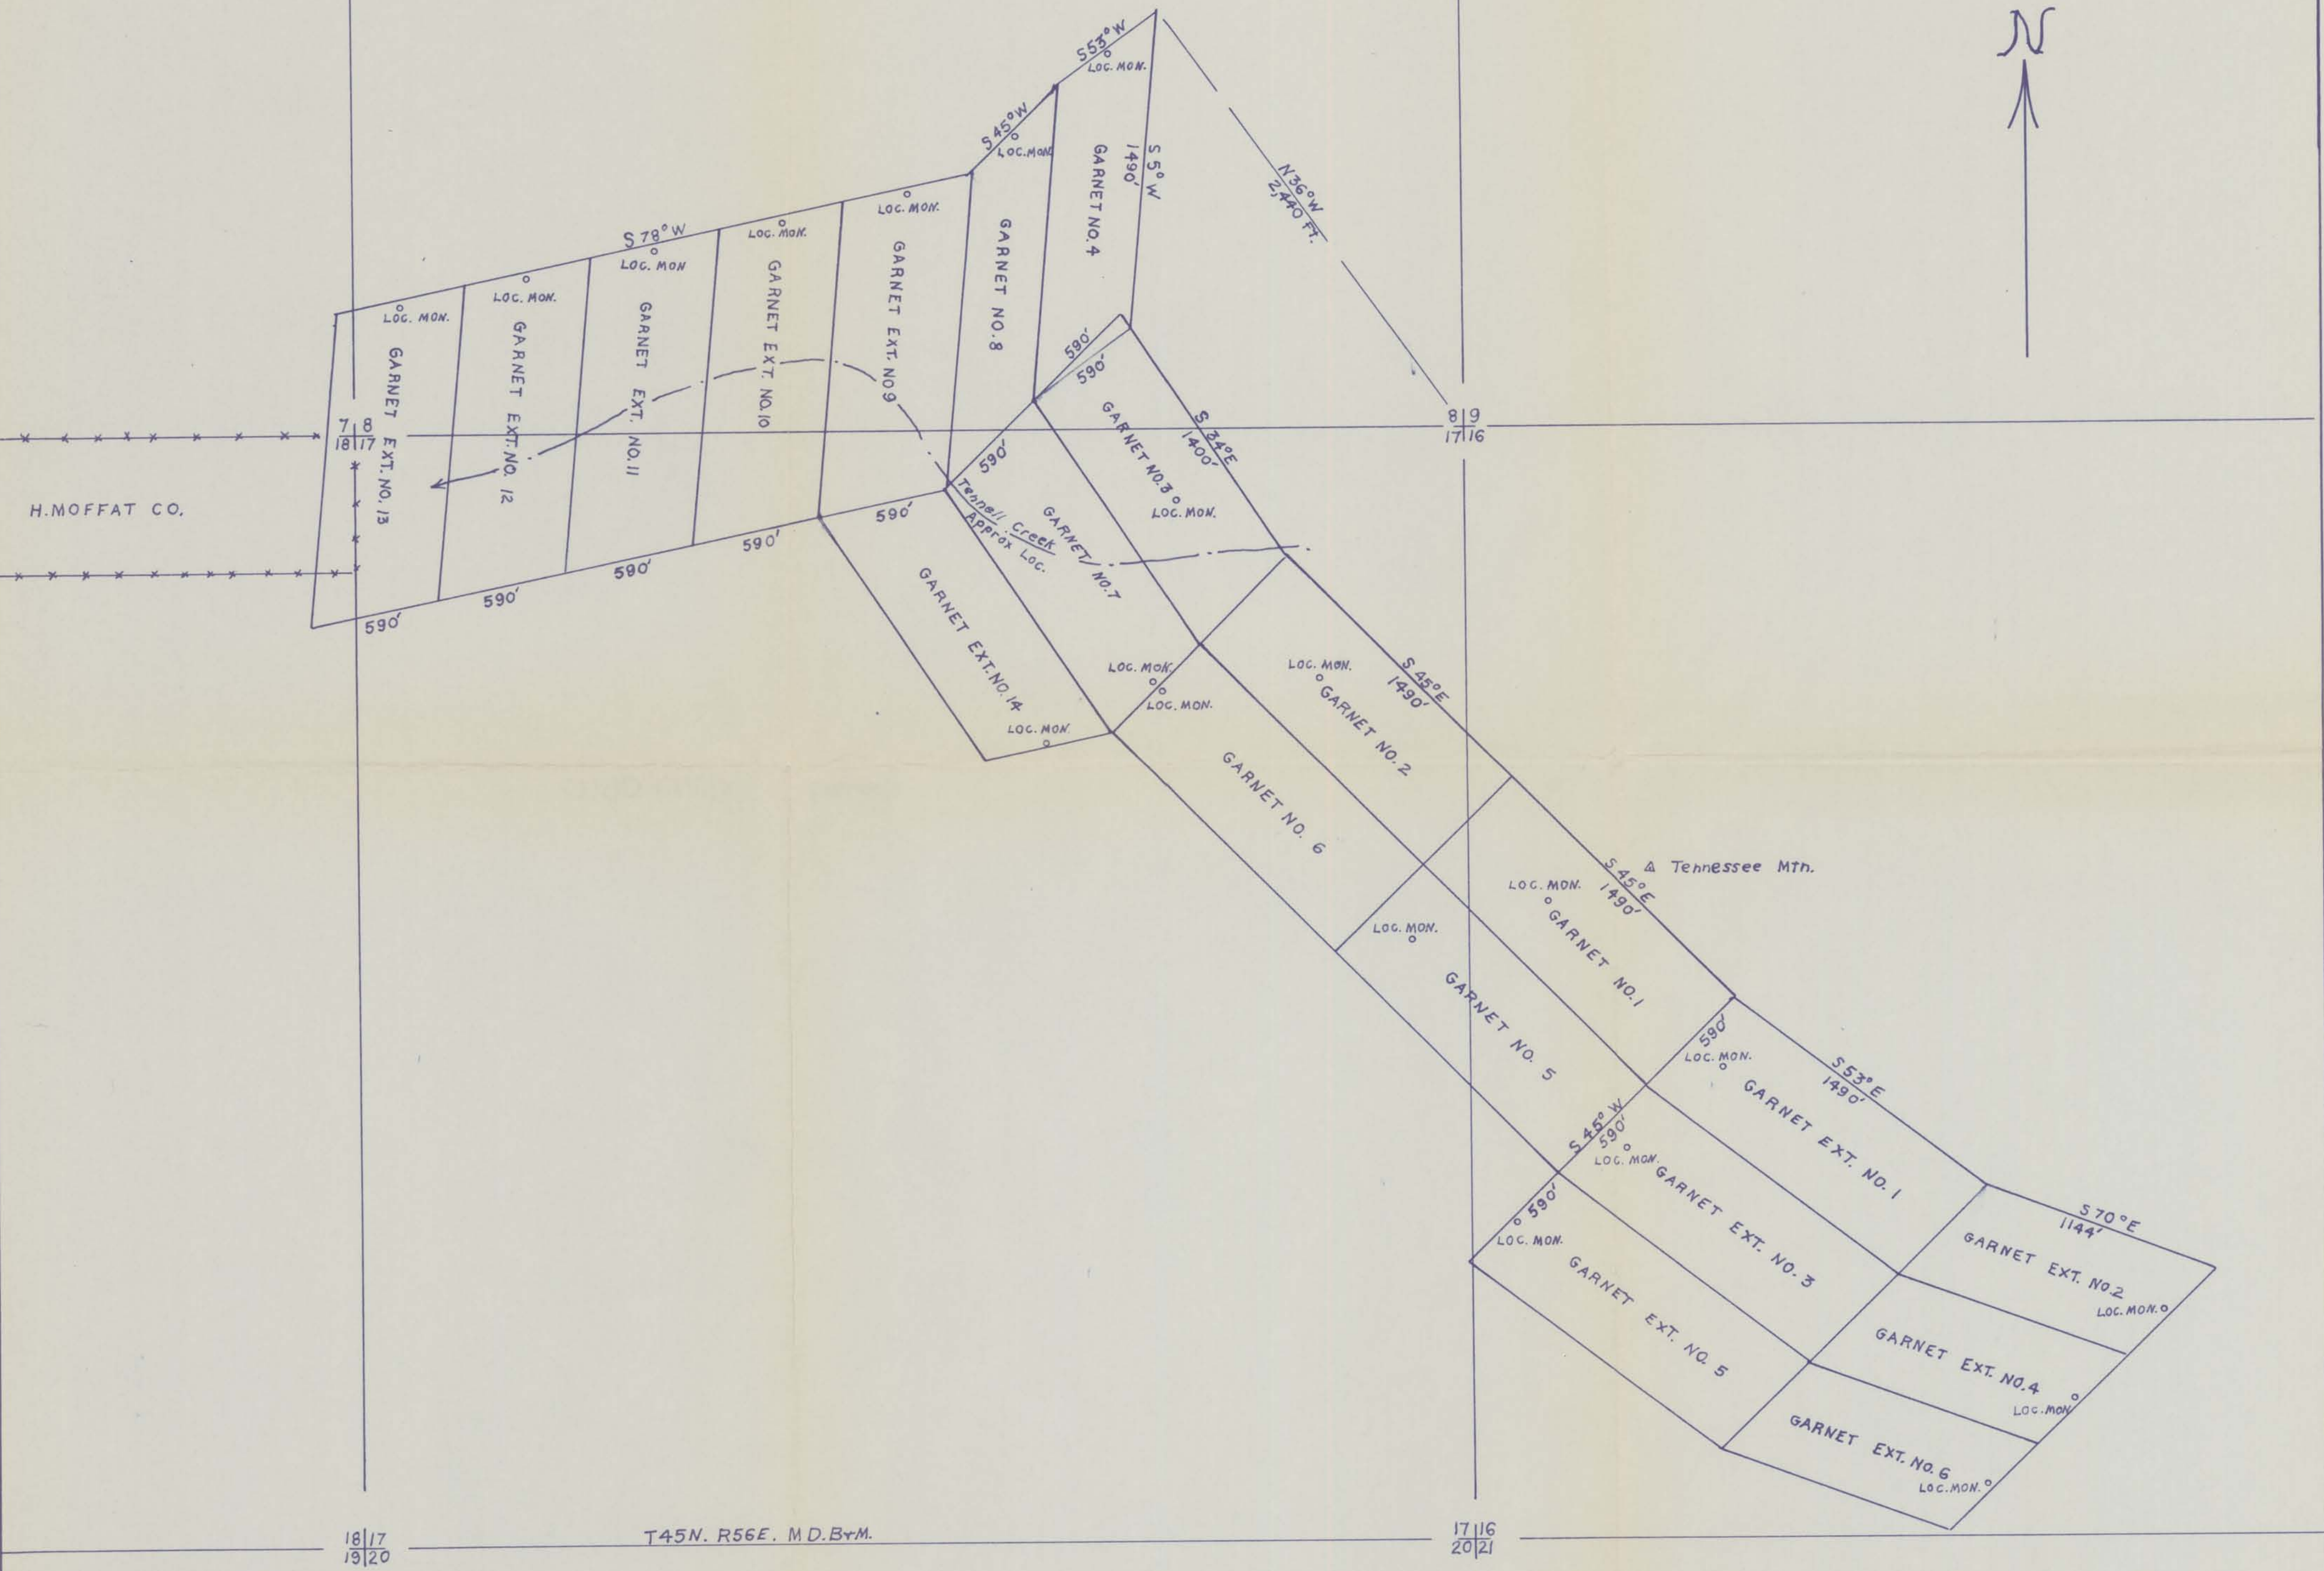 N
S53°W
LOC. MON.
S45°W
LOC. MON.
S 5° W
1490'
GARNET NO. 4
N36°W
2,440 FT.
LOC. MON.
S 78° W
LOC. MON.
LOC. MON
LOC. MON.
LOC. MON.
GARNET NO. 8
GARNET EXT. NO 9
GARNET EXT. NO. 10
GARNET EXT. NO. 11
GARNET EXT. NO. 12
GARNET EXT. NO. 13
590'
590'
7 8
18 17
8 9
17 16
H. MOFFAT CO.
S 34° E
1400'
GARNET NO. 3
LOC. MON.
590'
Tennell Creek
Approx Loc.
GARNET NO. 7
590'
590'
590'
590'
590'
GARNET EXT. NO. 14
LOC. MON.
LOC. MON.
LOC. MON.
LOC. MON.
GARNET NO. 2
S 45° E
1490'
GARNET NO. 6
Tennessee Mtn.
S 45° E
1490'
LOC. MON.
GARNET NO. 1
LOC. MON.
GARNET NO. 5
590'
LOC. MON.
S 53° E
1490'
GARNET EXT. NO. 1
S 45° W
590'
LOC. MON.
GARNET EXT. NO. 3
590'
LOC. MON.
GARNET EXT. NO. 5
S 70° E
1144'
GARNET EXT. NO. 2
LOC. MON.
GARNET EXT. NO. 4
LOC. MON
GARNET EXT. NO. 6
LOC. MON.
18 17
19 20
T45N. R56E. M D. B+M.
17 16
20 21